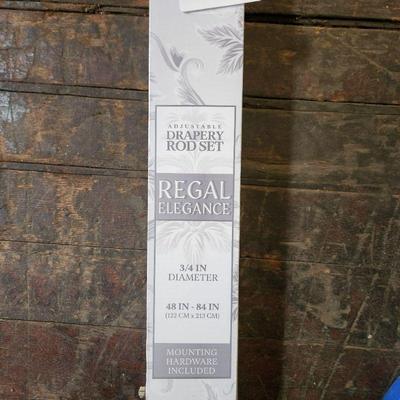 ADJUSTABLE
DRAPERY
ROD SET
REGAL
ELEGANCE
3/4 IN
DIAMETER
48 IN - 84 IN
(122 CM x 213 CM)
MOUNTING
HARDWARE
INCLUDED